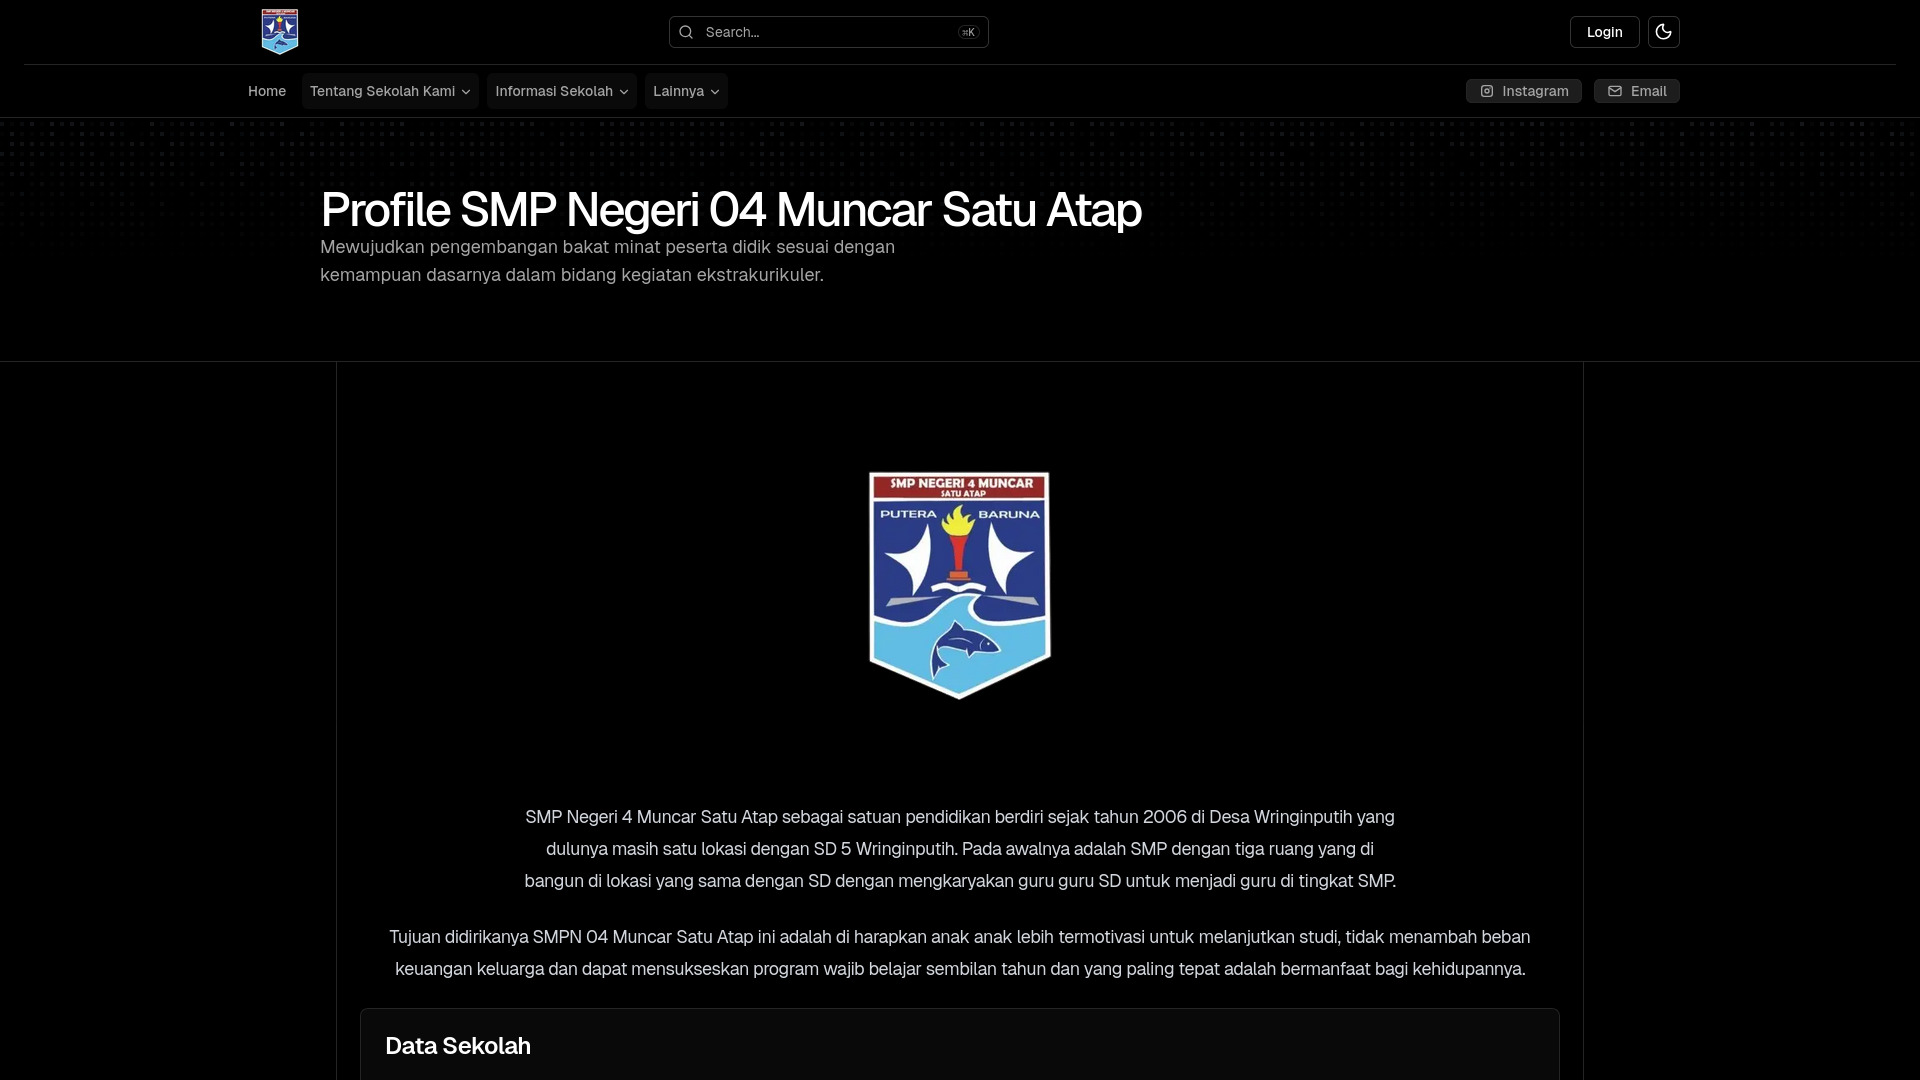 Search...
⌘K
Login
Home
Tentang Sekolah Kami
Informasi Sekolah
Lainnya
Instagram
Email
Profile SMP Negeri 04 Muncar Satu Atap
Mewujudkan pengembangan bakat minat peserta didik sesuai dengan
kemampuan dasarnya dalam bidang kegiatan ekstrakurikuler.
SMP NEGERI 4 MUNCAR
SATU ATAP
PUTERA BARUNA
SMP Negeri 4 Muncar Satu Atap sebagai satuan pendidikan berdiri sejak tahun 2006 di Desa Wringinputih yang
dulunya masih satu lokasi dengan SD 5 Wringinputih. Pada awalnya adalah SMP dengan tiga ruang yang di
bangun di lokasi yang sama dengan SD dengan mengkaryakan guru guru SD untuk menjadi guru di tingkat SMP.
Tujuan didirikanya SMPN 04 Muncar Satu Atap ini adalah di harapkan anak anak lebih termotivasi untuk melanjutkan studi, tidak menambah beban
keuangan keluarga dan dapat mensukseskan program wajib belajar sembilan tahun dan yang paling tepat adalah bermanfaat bagi kehidupannya.
Data Sekolah